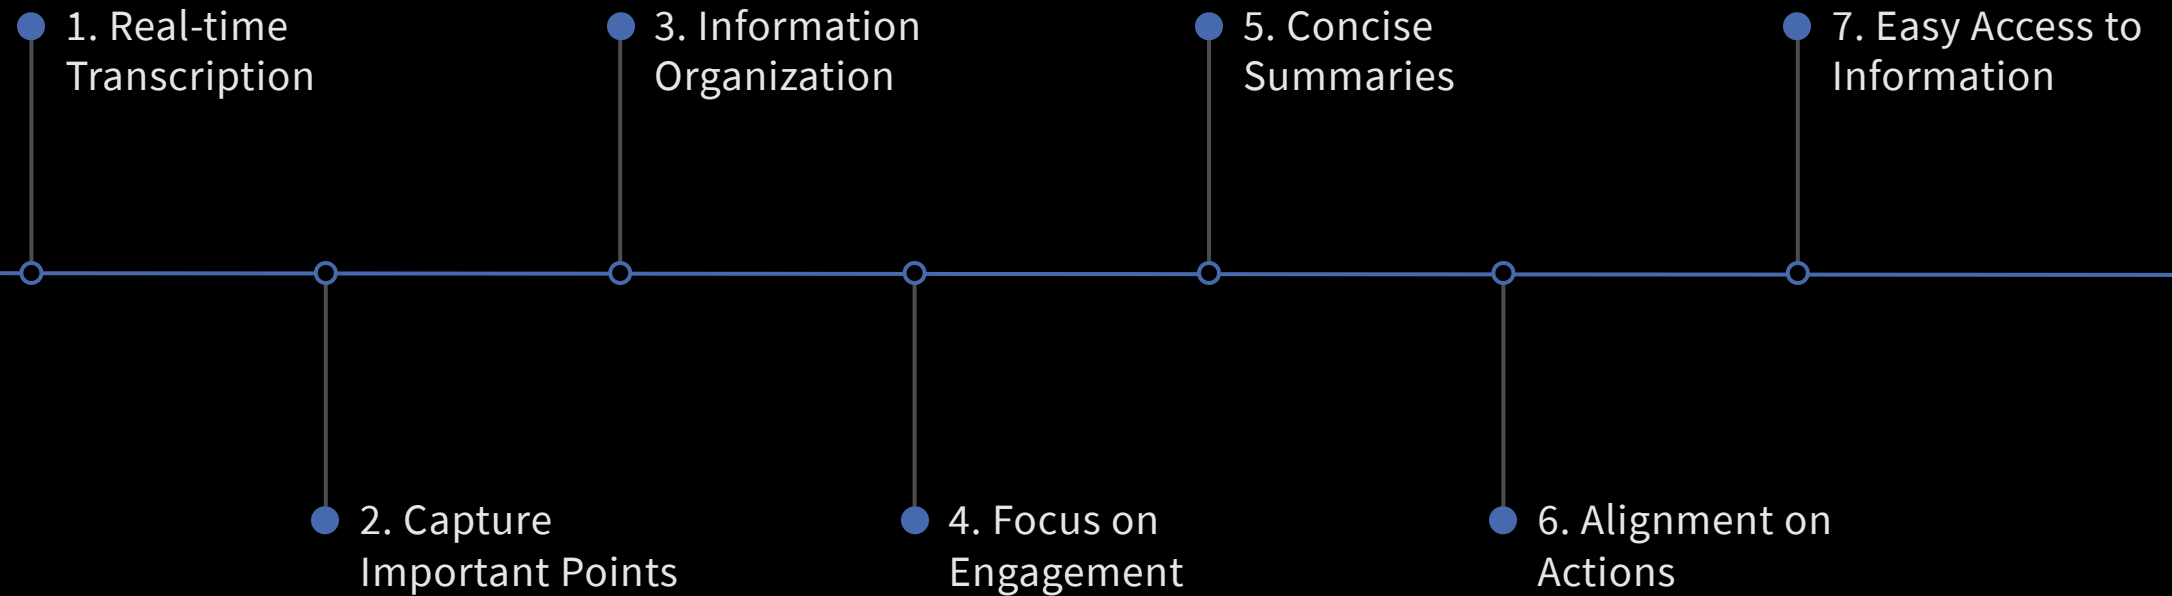 1. Real-time
Transcription
2. Capture
Important Points
3. Information
Organization
4. Focus on
Engagement
5. Concise
Summaries
6. Alignment on
Actions
7. Easy Access to
Information